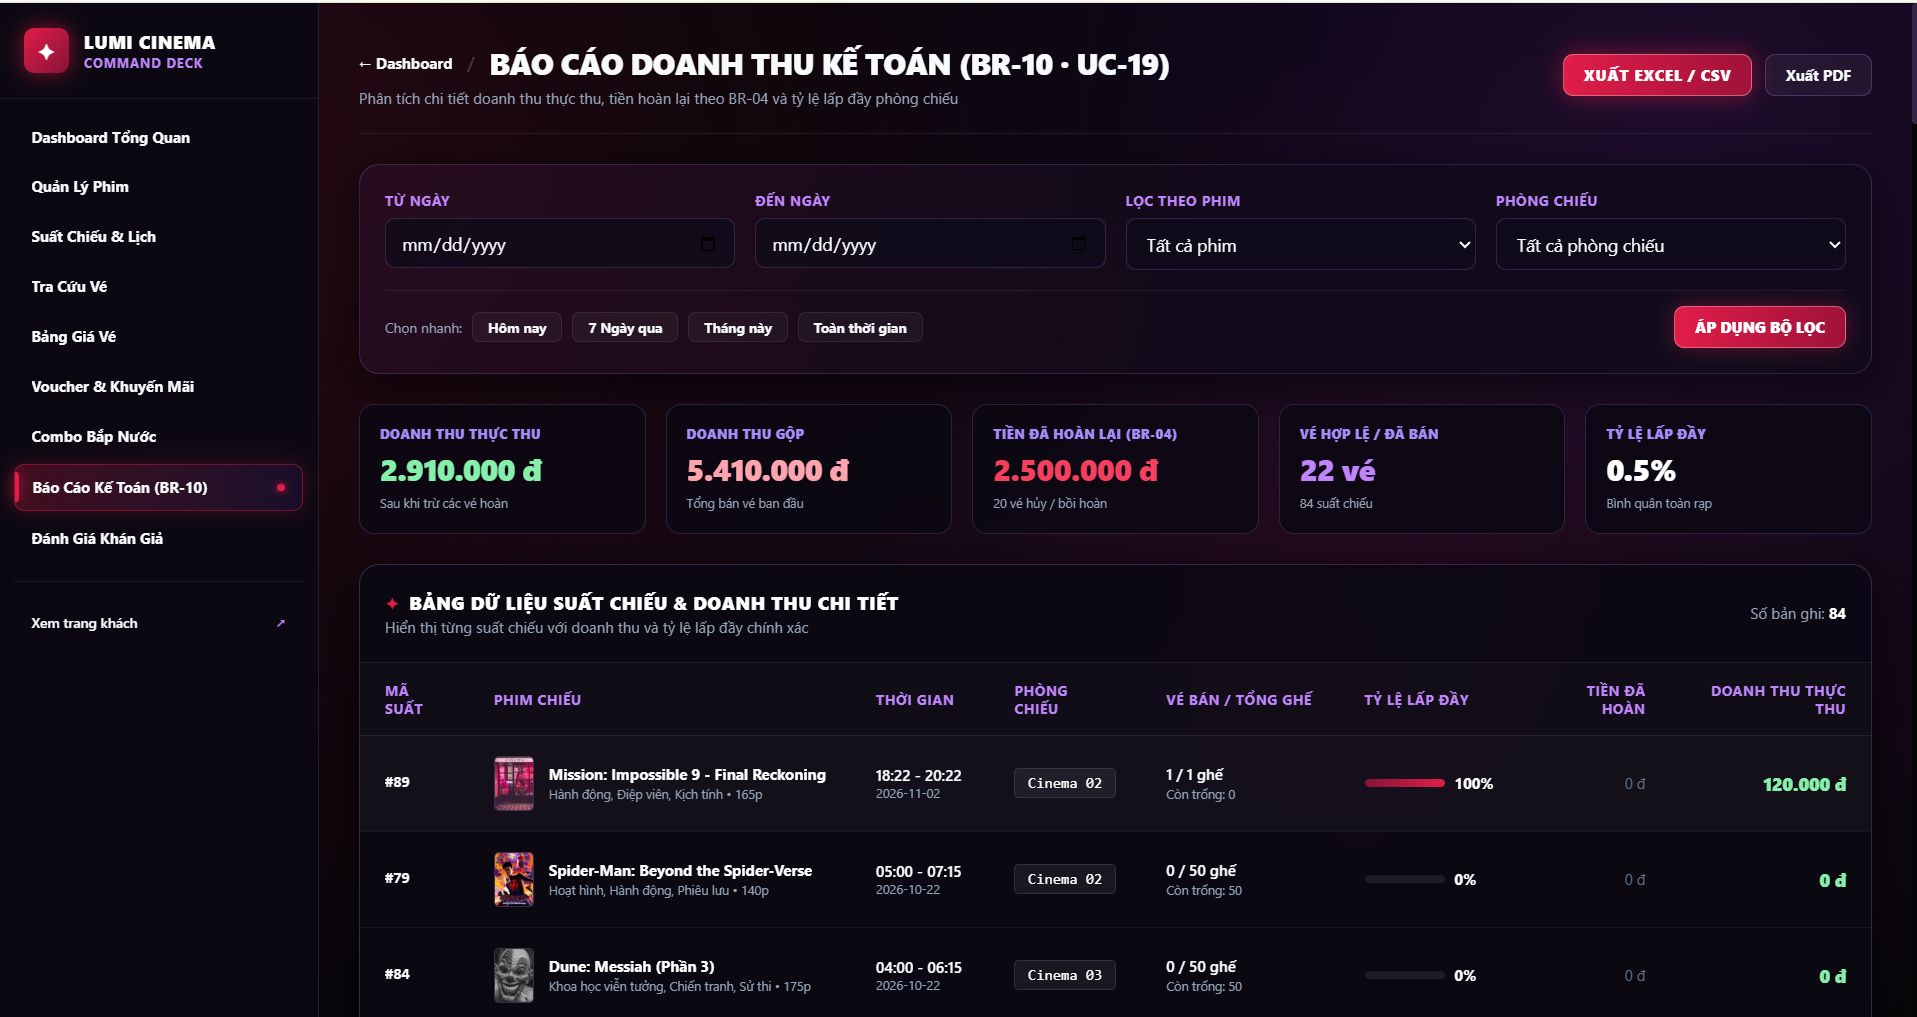 LUMI CINEMA
COMMAND DECK
Dashboard Tổng Quan
Quản Lý Phim
Suất Chiếu & Lịch
Tra Cứu Vé
Bảng Giá Vé
Voucher & Khuyến Mãi
Combo Bắp Nước
Báo Cáo Kế Toán (BR-10)
Đánh Giá Khán Giả
Xem trang khách ↗
← Dashboard / BÁO CÁO DOANH THU KẾ TOÁN (BR-10 · UC-19)
Phân tích chi tiết doanh thu thực thu, tiền hoàn lại theo BR-04 và tỷ lệ lấp đầy phòng chiếu
XUẤT EXCEL / CSV
Xuất PDF
TỪ NGÀY
mm/dd/yyyy
ĐẾN NGÀY
mm/dd/yyyy
LỌC THEO PHIM
Tất cả phim
PHÒNG CHIẾU
Tất cả phòng chiếu
Chọn nhanh: Hôm nay 7 Ngày qua Tháng này Toàn thời gian
ÁP DỤNG BỘ LỌC
DOANH THU THỰC THU
2.910.000 đ
Sau khi trừ các vé hoàn
DOANH THU GỘP
5.410.000 đ
Tổng bán vé ban đầu
TIỀN ĐÃ HOÀN LẠI (BR-04)
2.500.000 đ
20 vé hủy / bồi hoàn
VÉ HỢP LỆ / ĐÃ BÁN
22 vé
84 suất chiếu
TỶ LỆ LẤP ĐẦY
0.5%
Bình quân toàn rạp
BẢNG DỮ LIỆU SUẤT CHIẾU & DOANH THU CHI TIẾT
Hiển thị từng suất chiếu với doanh thu và tỷ lệ lấp đầy chính xác
Số bản ghi: 84
MÃ
SUẤT
PHIM CHIẾU
THỜI GIAN
PHÒNG
CHIẾU
VÉ BÁN / TỔNG GHẾ
TỶ LỆ LẤP ĐẦY
TIỀN ĐÃ
HOÀN
DOANH THU THỰC
THU
#89
Mission: Impossible 9 - Final Reckoning
Hành động, Điệp viên, Kịch tính • 165p
18:22 - 20:22
2026-11-02
Cinema 02
1 / 1 ghế
Còn trống: 0
100%
0 đ
120.000 đ
#79
Spider-Man: Beyond the Spider-Verse
Hoạt hình, Hành động, Phiêu lưu • 140p
05:00 - 07:15
2026-10-22
Cinema 02
0 / 50 ghế
Còn trống: 50
0%
0 đ
0 đ
#84
Dune: Messiah (Phần 3)
Khoa học viễn tưởng, Chiến tranh, Sử thi • 175p
04:00 - 06:15
2026-10-22
Cinema 03
0 / 50 ghế
Còn trống: 50
0%
0 đ
0 đ